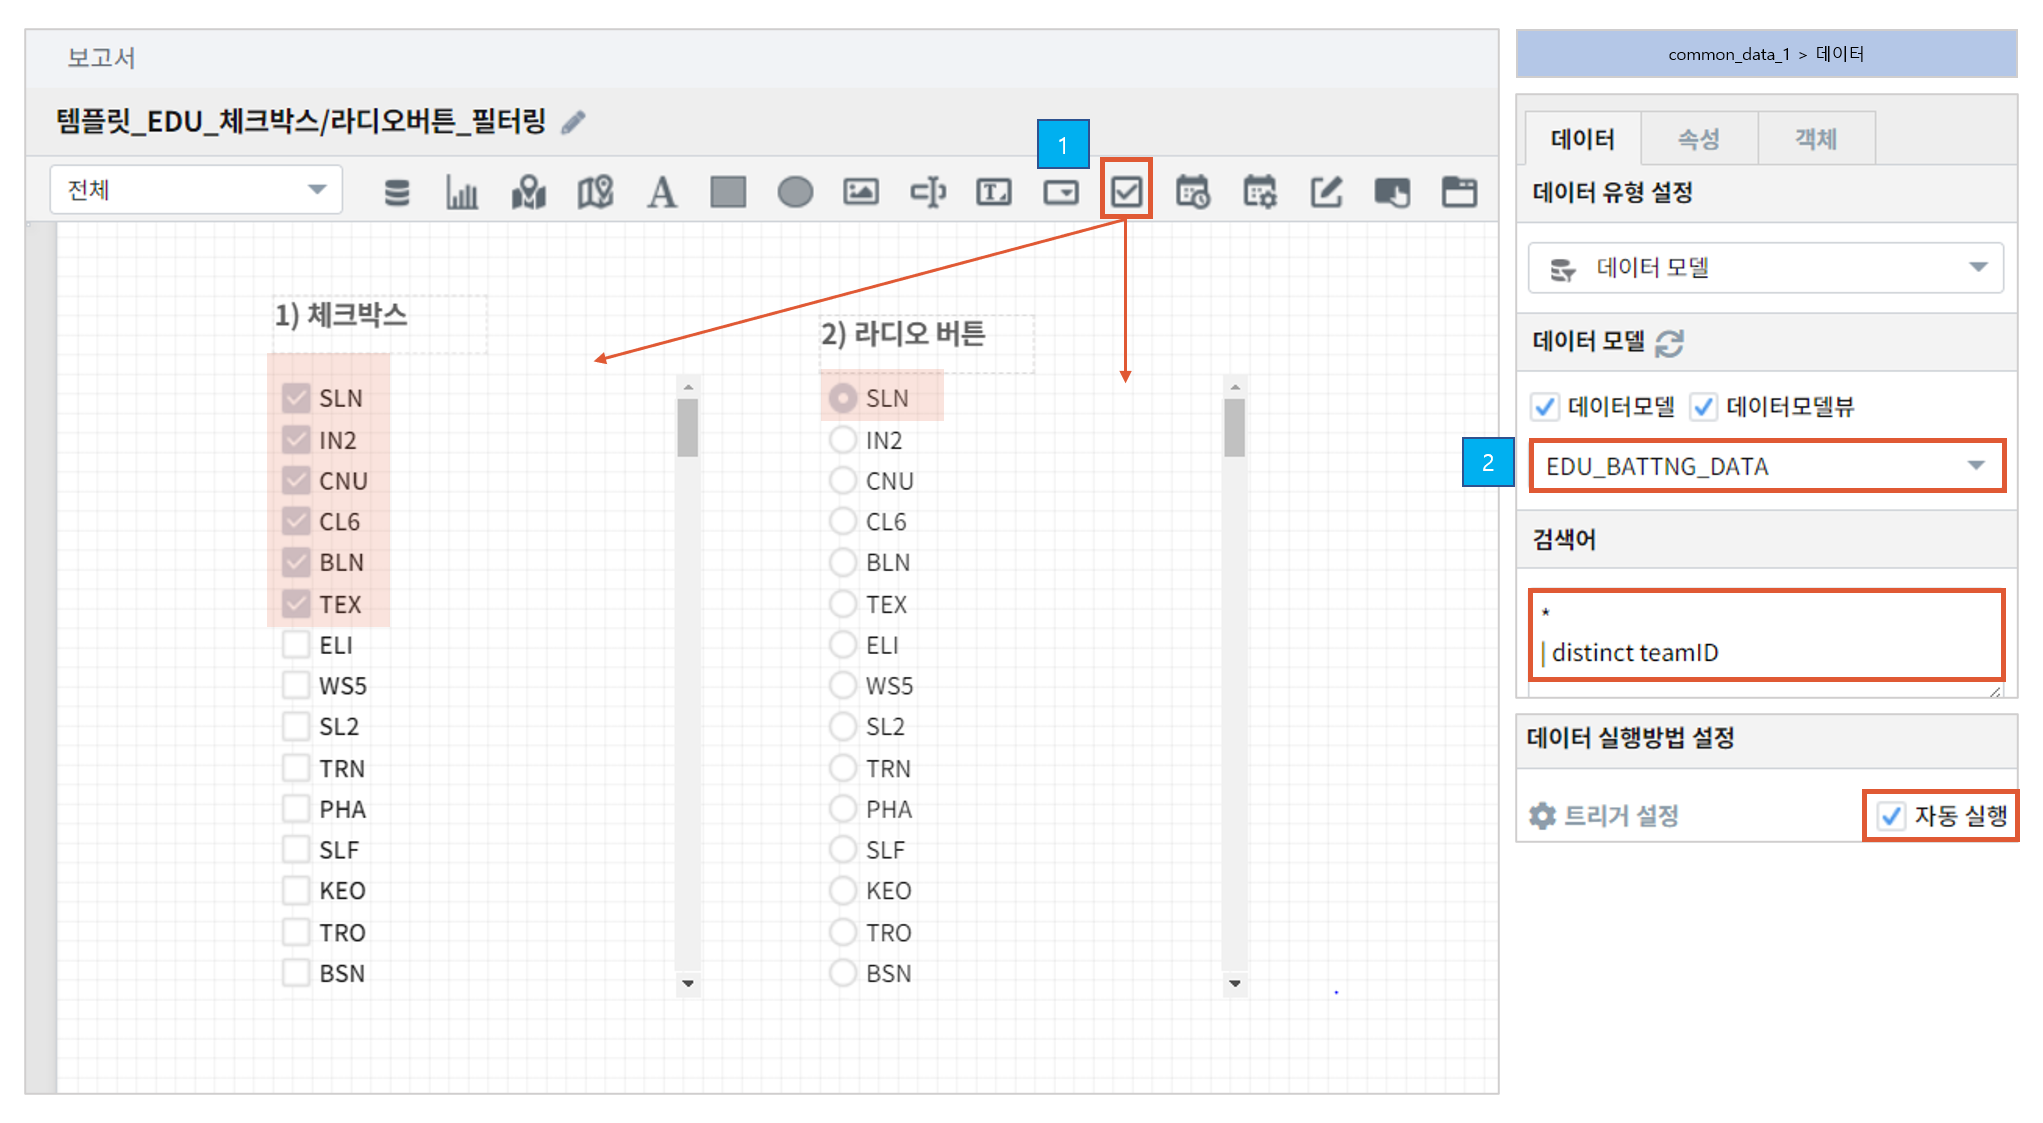 보고서
템플릿_EDU_체크박스/라디오버튼_필터링
전체
1
1) 체크박스
SLN
IN2
CNU
CL6
BLN
TEX
ELI
WS5
SL2
TRN
PHA
SLF
KEO
TRO
BSN
2) 라디오 버튼
SLN
IN2
CNU
CL6
BLN
TEX
ELI
WS5
SL2
TRN
PHA
SLF
KEO
TRO
BSN
common_data_1 > 데이터
데이터 속성 객체
데이터 유형 설정
데이터 모델
데이터 모델
데이터모델 데이터모델뷰
2
EDU_BATTNG_DATA
검색어
*
| distinct teamID
데이터 실행방법 설정
트리거 설정 자동 실행